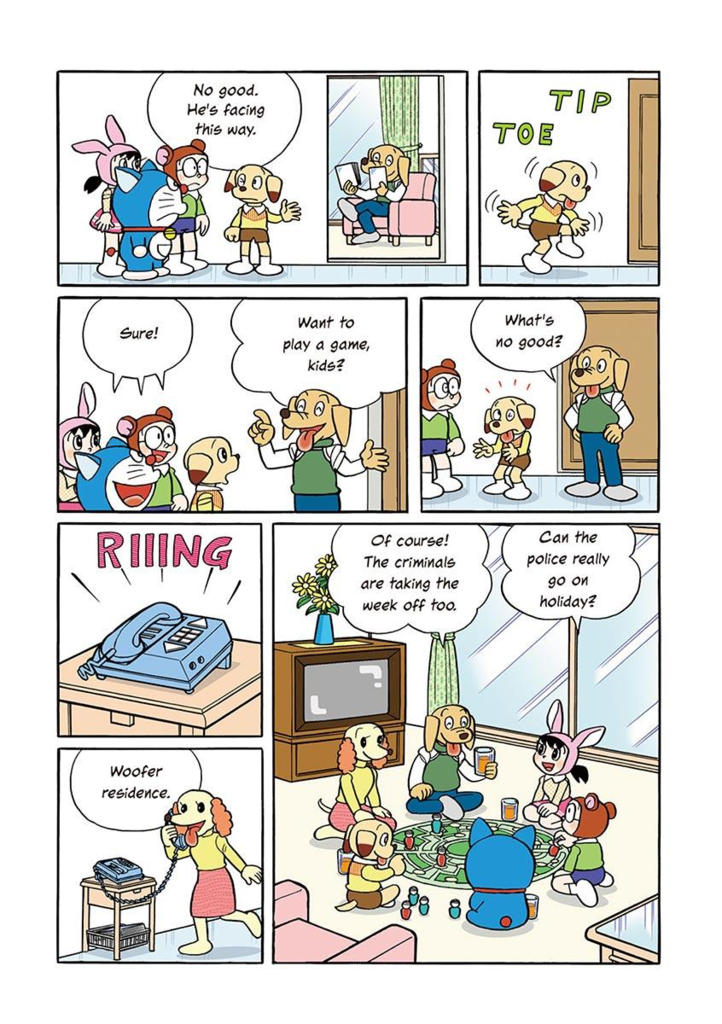 TIP
TOE
No good.
He's facing
this way.
What's
no good?
Want to
play a game,
kids?
Sure!
Can the
police really
go on
holiday?
Of course!
The criminals
are taking the
week off too.
RIIIING
Woofer
residence.